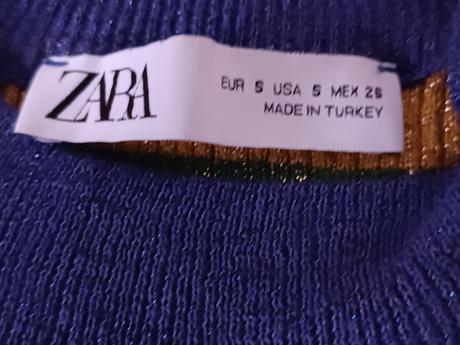 ZARA
EUR S USA S MEX 26
MADE IN TURKEY